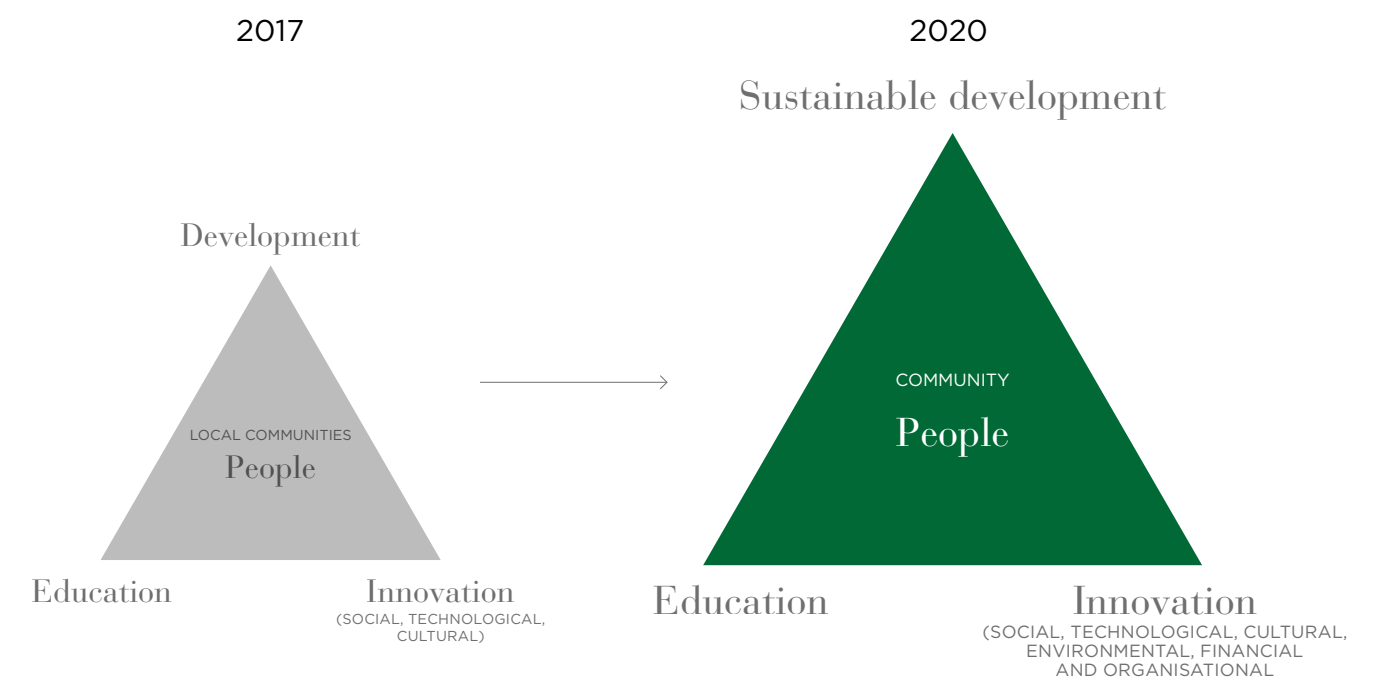 2017
Development
LOCAL COMMUNITIES
People
Education
Innovation
(SOCIAL, TECHNOLOGICAL,
CULTURAL)
2020
Sustainable development
COMMUNITY
People
Education
Innovation
(SOCIAL, TECHNOLOGICAL, CULTURAL,
ENVIRONMENTAL, FINANCIAL
AND ORGANISATIONAL